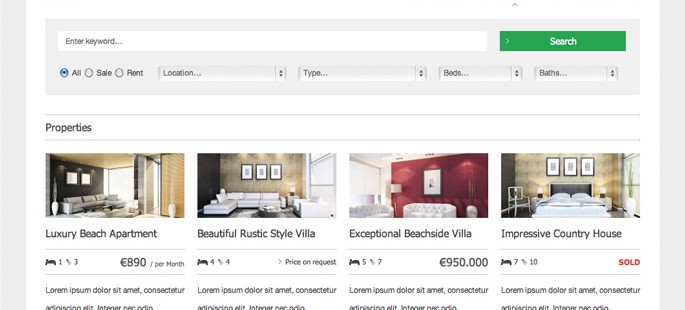 Enter keyword...
Search
All Sale Rent Location... Type... Beds... Baths...
Properties
Luxury Beach Apartment
1 3 €890 / per Month
Lorem ipsum dolor sit amet, consectetur
adipiscing elit. Integer nec odio
Beautiful Rustic Style Villa
4 4 Price on request
Lorem ipsum dolor sit amet, consectetur
adipiscing elit. Integer nec odio
Exceptional Beachside Villa
5 7 €950.000
Lorem ipsum dolor sit amet, consectetur
adipiscing elit. Integer nec odio
Impressive Country House
7 10 SOLD
Lorem ipsum dolor sit amet, consectetur
adipiscing elit. Integer nec odio